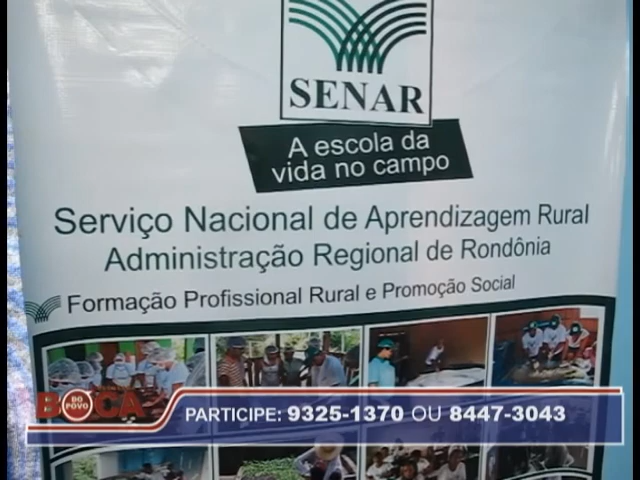 SENAR
A escola da
vida no campo
Serviço Nacional de Aprendizagem Rural
Administração Regional de Rondônia
Formação Profissional Rural e Promoção Social
BOCA
DO
POVO
PARTICIPE: 9325-1370 OU 8447-3043